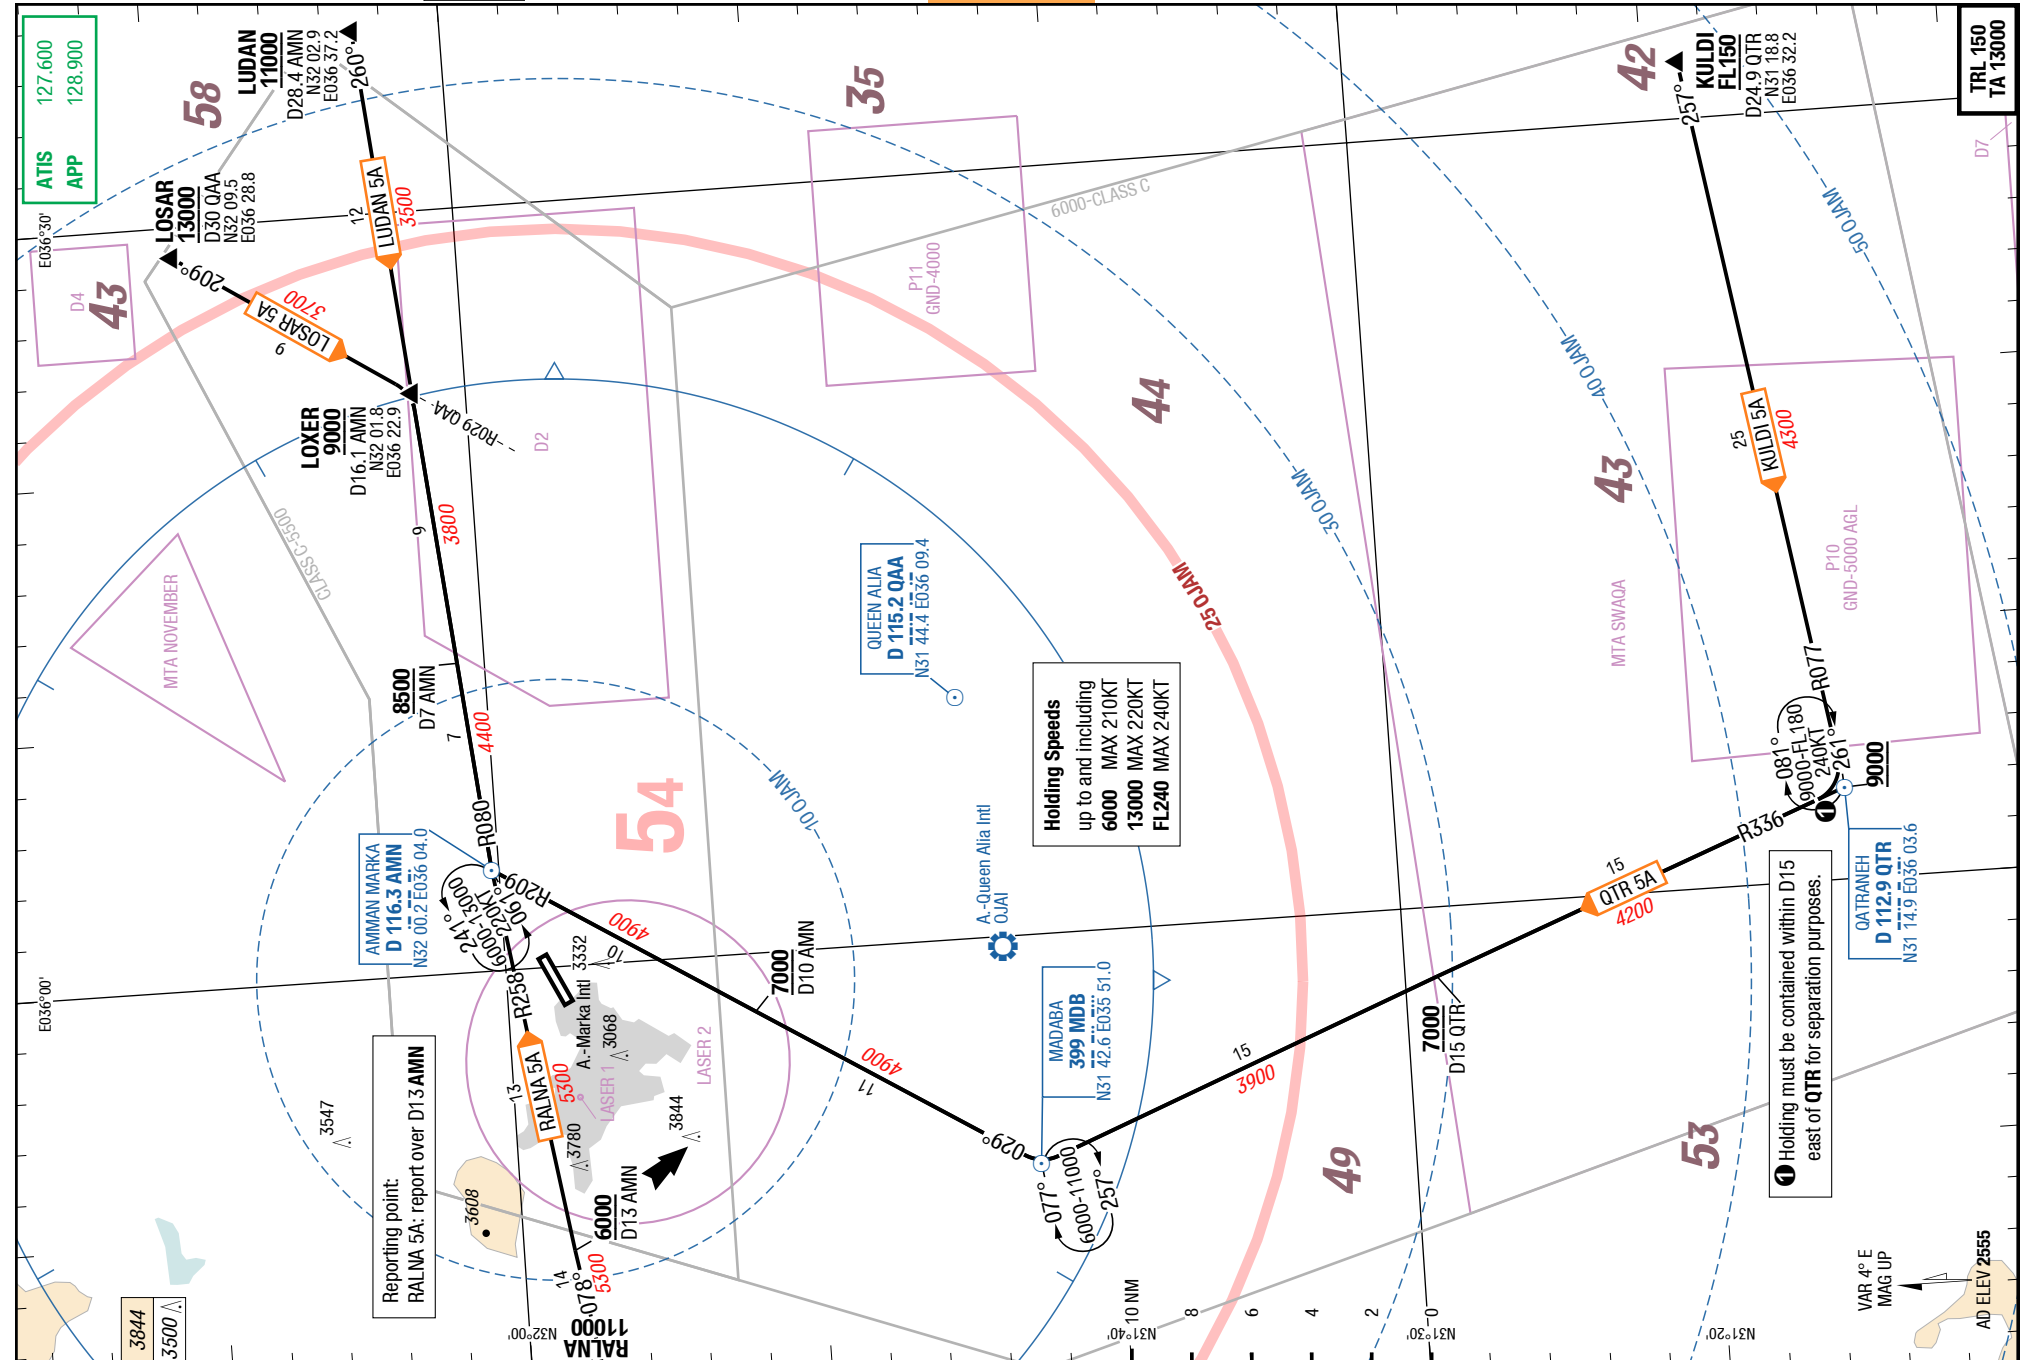 ATIS 127.600
APP 128.900
58
LUDAN
11000
D28.4 AMN
N32 02.9
E036 37.2
260°
LUDAN 5A
12
3500
E036°30'
LOSAR
13000
D30 QAA
N32 09.5
E036 28.8
209°
LOSAR 5A
3700
9
D4
43
LOXER
9000
D16.1 AMN
N32 01.8
E036 22.9
R029 QAA
D2
CLASS C-5500
9
3800
MTA NOVEMBER
8500
D7 AMN
7
4400
R080
35
P11
GND-4000
6000-CLASS C
42
KULDI
FL150
D24.9 QTR
N31 18.8
E036 32.2
257°
TRL 150
TA 13000
D7
50 OJAM
40 OJAM
30 OJAM
25 OJAM
10 OJAM
44
43
KULDI 5A
25
4300
P10
GND-5000 AGL
MTA SWAQA
R077
QUEEN ALIA
D 115.2 QAA
N31 44.4 E036 09.4
Holding Speeds
up to and including
6000 MAX 210KT
13000 MAX 220KT
FL240 MAX 240KT
54
AMMAN MARKA
D 116.3 AMN
N32 00.2 E036 04.0
241°
6000-13000
220KT
061°
R209
R258
4900
10
7000
D10 AMN
A.-Queen Alia Intl
OJAI
081°
9000-FL180
240KT
261°
9000
1
R336
15
QTR 5A
4200
QATRANEH
D 112.9 QTR
N31 14.9 E036 03.6
1 Holding must be contained within D15
east of QTR for separation purposes.
E036°00'
Reporting point:
RALNA 5A: report over D13 AMN
13
RALNA 5A
5300
A.-Marka Intl
3332
3068
LASER 1
LASER 2
3844
3780
3547
3608
6000
D13 AMN
14
5300
078°
RALNA
11000
N32°00'
4900
11
029°
MADABA
399 MDB
N31 42.6 E035 51.0
077°
6000-11000
257°
15
3900
7000
D15 QTR
49
53
3844
3500
10 NM
8
6
4
2
0
N31°40'
N31°30'
N31°20'
VAR 4° E
MAG UP
AD ELEV 2555